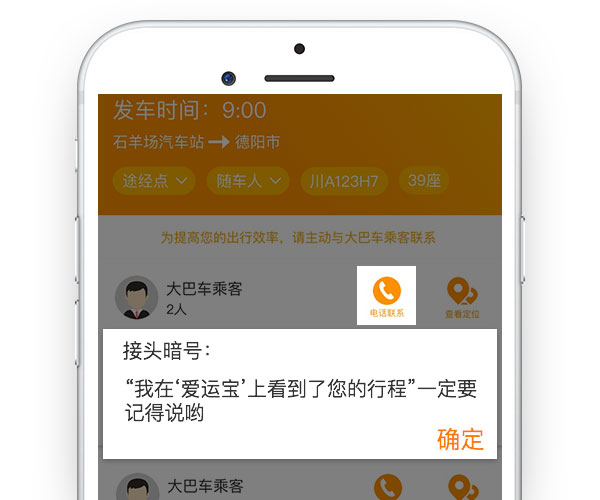 发车时间：9:00
石羊场汽车站 → 德阳市
途经点 随车人 川A123H7 39座
为提高您的出行效率，请主动与大巴车乘客联系
大巴车乘客
2人
电话联系 查看定位
接头暗号：
“我在‘爱运宝’上看到了您的行程”一定要
记得说哟
确定
大巴车乘客